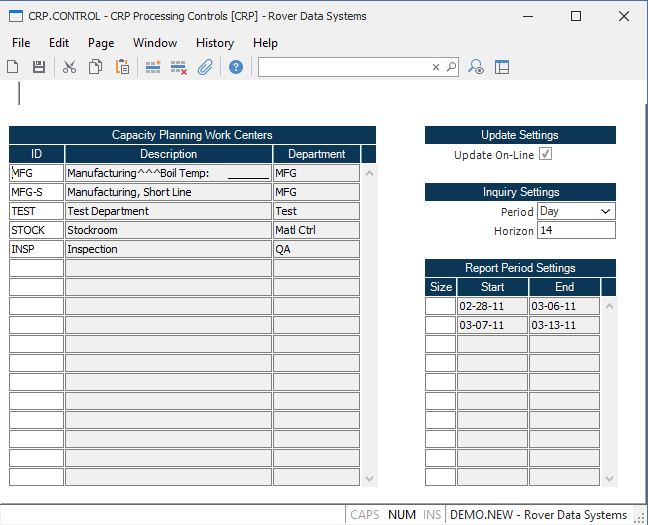 CRP.CONTROL - CRP Processing Controls [CRP] - Rover Data Systems
File Edit Page Window History Help
Capacity Planning Work Centers
ID Description Department
MFG Manufacturing^^^Boil Temp: _______ MFG
MFG-S Manufacturing, Short Line MFG
TEST Test Department Test
STOCK Stockroom Matl Ctrl
INSP Inspection QA
Update Settings
Update On-Line
Inquiry Settings
Period Day
Horizon 14
Report Period Settings
Size Start End
02-28-11 03-06-11
03-07-11 03-13-11
CAPS NUM INS DEMO.NEW - Rover Data Systems